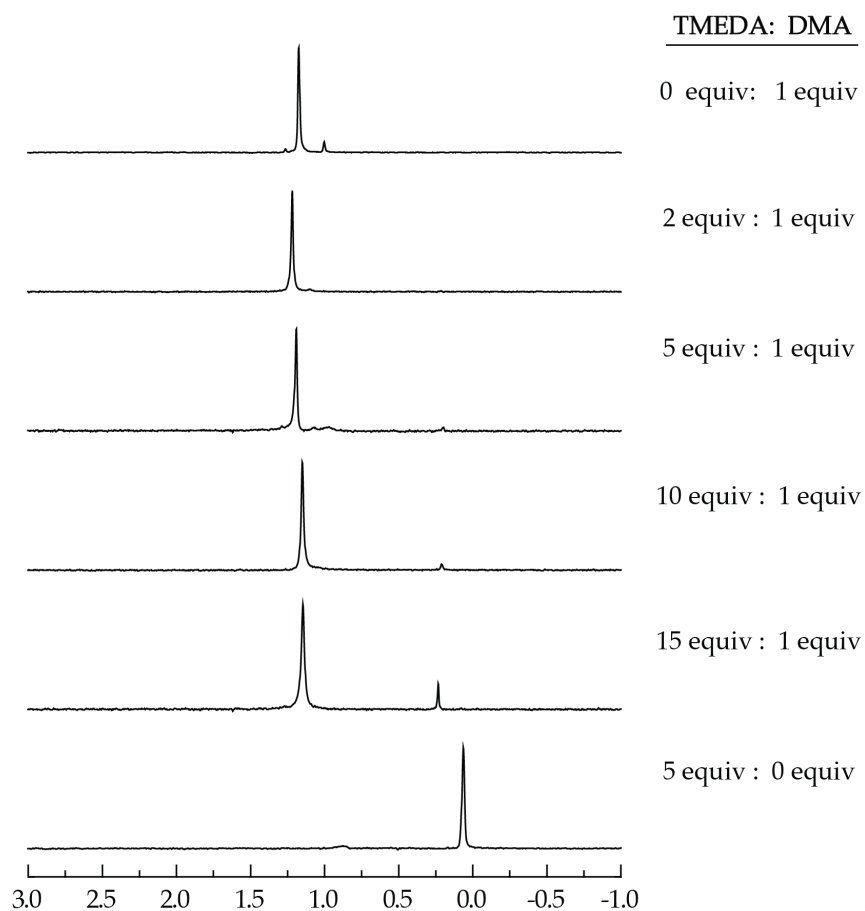 TMEDA: DMA
0 equiv: 1 equiv
2 equiv : 1 equiv
5 equiv : 1 equiv
10 equiv : 1 equiv
15 equiv : 1 equiv
5 equiv : 0 equiv
3.0 2.5 2.0 1.5 1.0 0.5 0.0 -0.5 -1.0